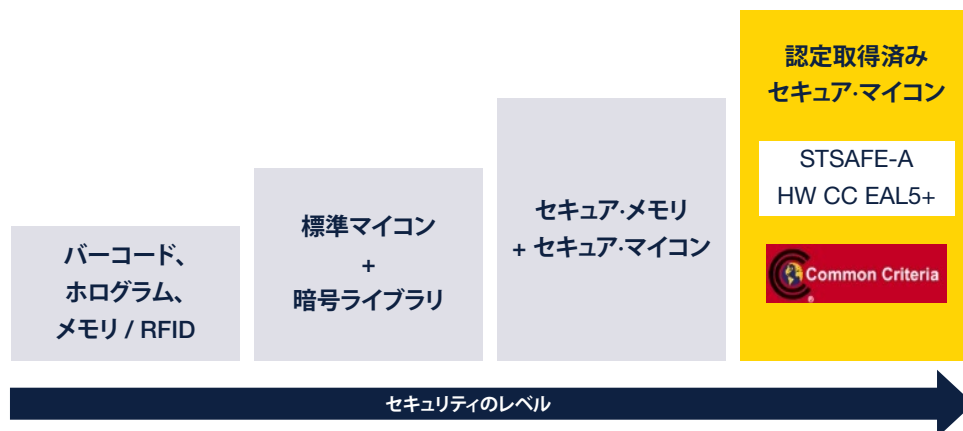 バーコード、
ホログラム、
メモリ / RFID
標準マイコン
+
暗号ライブラリ
セキュア·メモリ
+ セキュア·マイコン
認定取得済み
セキュア·マイコン
STSAFE-A
HW CC EAL5+
Common Criteria
®
セキュリティのレベル